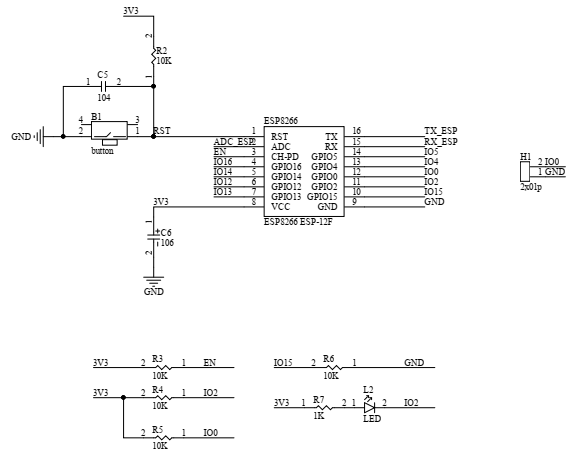 3V3
2
R2
10K
1
C5
1 2
104
B1
4 3
GND 2 1 RST
button
ESP8266
1 RST TX 16 TX_ESP
ADC_ESP 2 ADC RX 15 RX_ESP
EN 3 CH-PD GPIO5 14 IO5
IO16 4 GPIO16 GPIO4 13 IO4
IO14 5 GPIO14 GPIO0 12 IO0
IO12 6 GPIO12 GPIO2 11 IO2
IO13 7 GPIO13 GPIO15 10 IO15
3V3 8 VCC GND 9 GND
ESP8266 ESP-12F
H1
2 IO0
1 GND
2x01p
1
+ C6
106
2
GND
3V3 2 R3 1 EN
10K
3V3 2 R4 1 IO2
10K
2 R5 1 IO0
10K
IO15 2 R6 1 GND
10K
3V3 1 R7 2 1 L2 2 IO2
1K LED